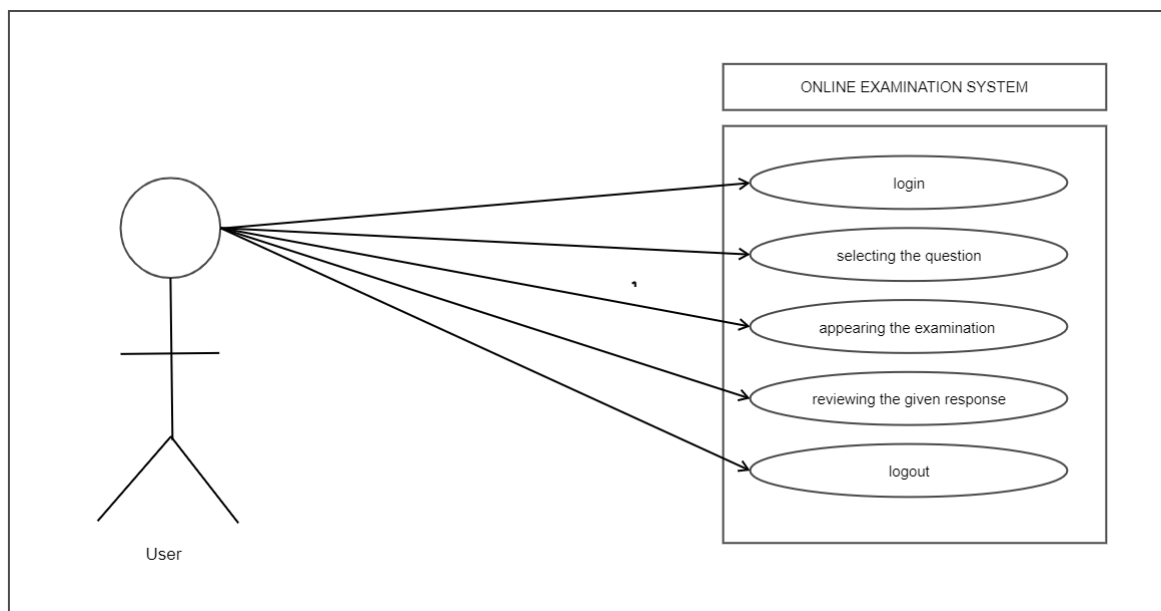 ONLINE EXAMINATION SYSTEM
login
selecting the question
appearing the examination
reviewing the given response
logout
User